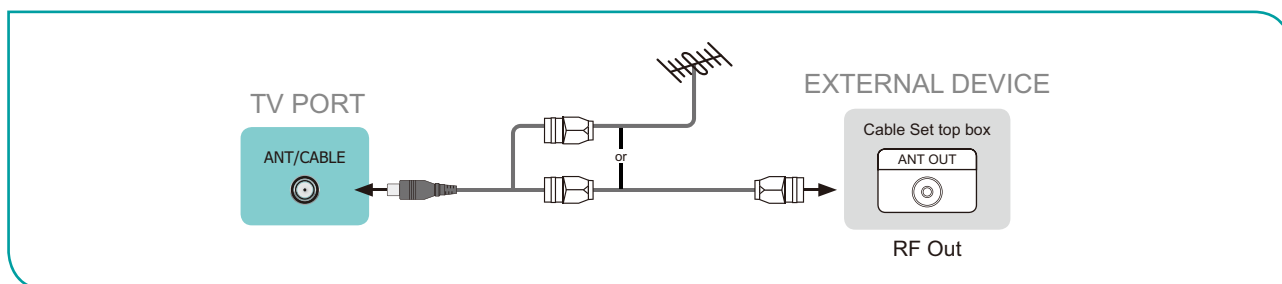 TV PORT
ANT/CABLE
or
EXTERNAL DEVICE
Cable Set top box
ANT OUT
RF Out